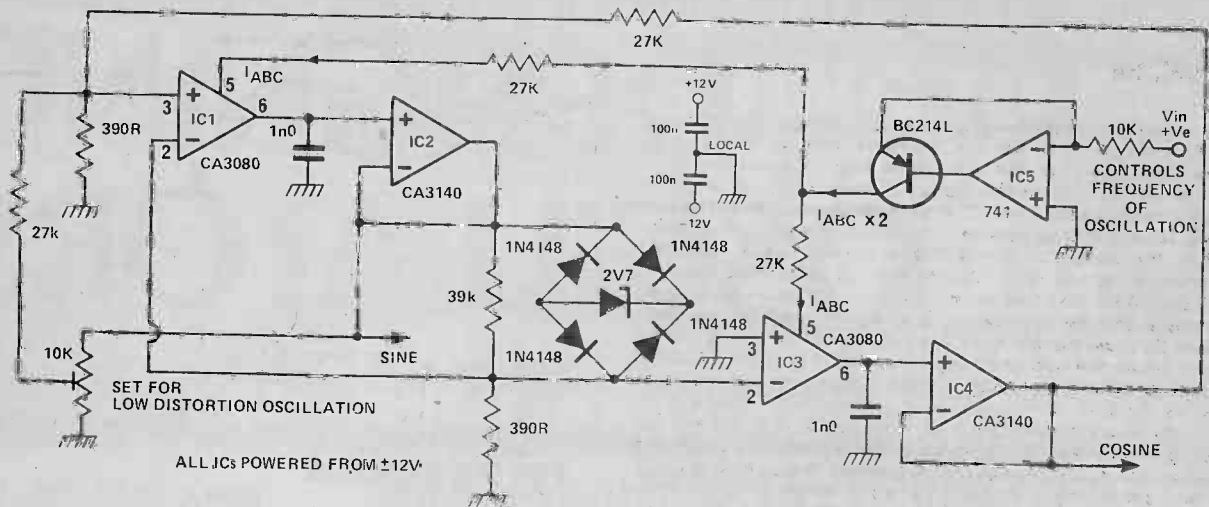 27K
I ABC
27K
5
3
+
IC1
6
1n0
+
IC2
390R
2
-
CA3080
-
CA3140
+12V
100n
LOCAL
100n
-12V
BC214L
-
IC5
+
741
10K
Vin
+Ve
CONTROLS
FREQUENCY
OF
OSCILLATION
I ABC x 2
27k
1N4148
1N4148
2V7
27K
39k
I ABC
1N4148
1N4148
5
CA3080
3
+
IC3
6
-
2
+
IC4
-
CA3140
1n0
10K
SINE
SET FOR
LOW DISTORTION OSCILLATION
390R
COSINE
ALL ICs POWERED FROM ±12V.